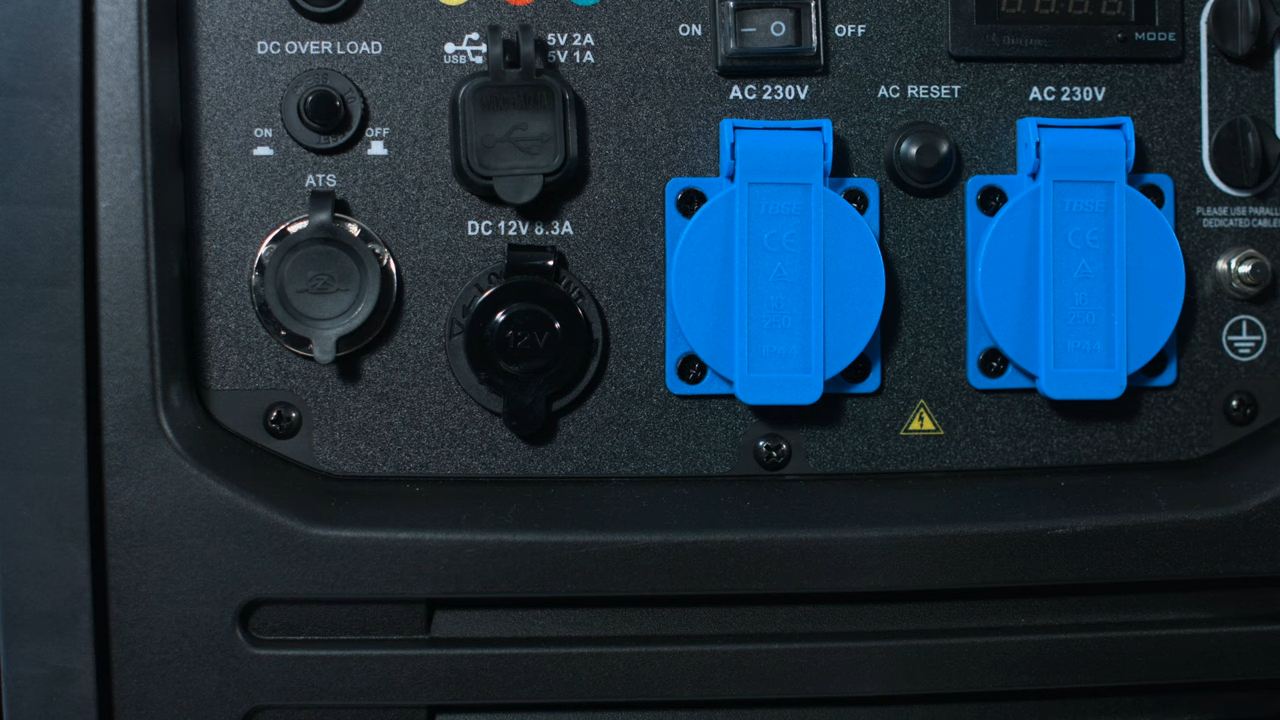 DC OVER LOAD
USB
5V 2A
5V 1A
ON
OFF
MODE
AC 230V
AC RESET
AC 230V
ON
OFF
ATS
DC 12V 8.3A
12V
TBSE
CE
16
250
IP44
TBSE
CE
16
250
IP44
PLEASE USE PARALL
DEDICATED CABLE